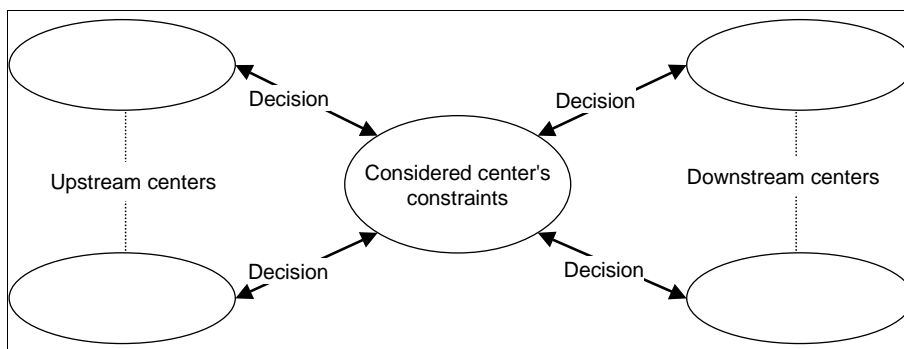 Decision
Decision
Considered center's
constraints
Upstream centers
Downstream centers
Decision
Decision